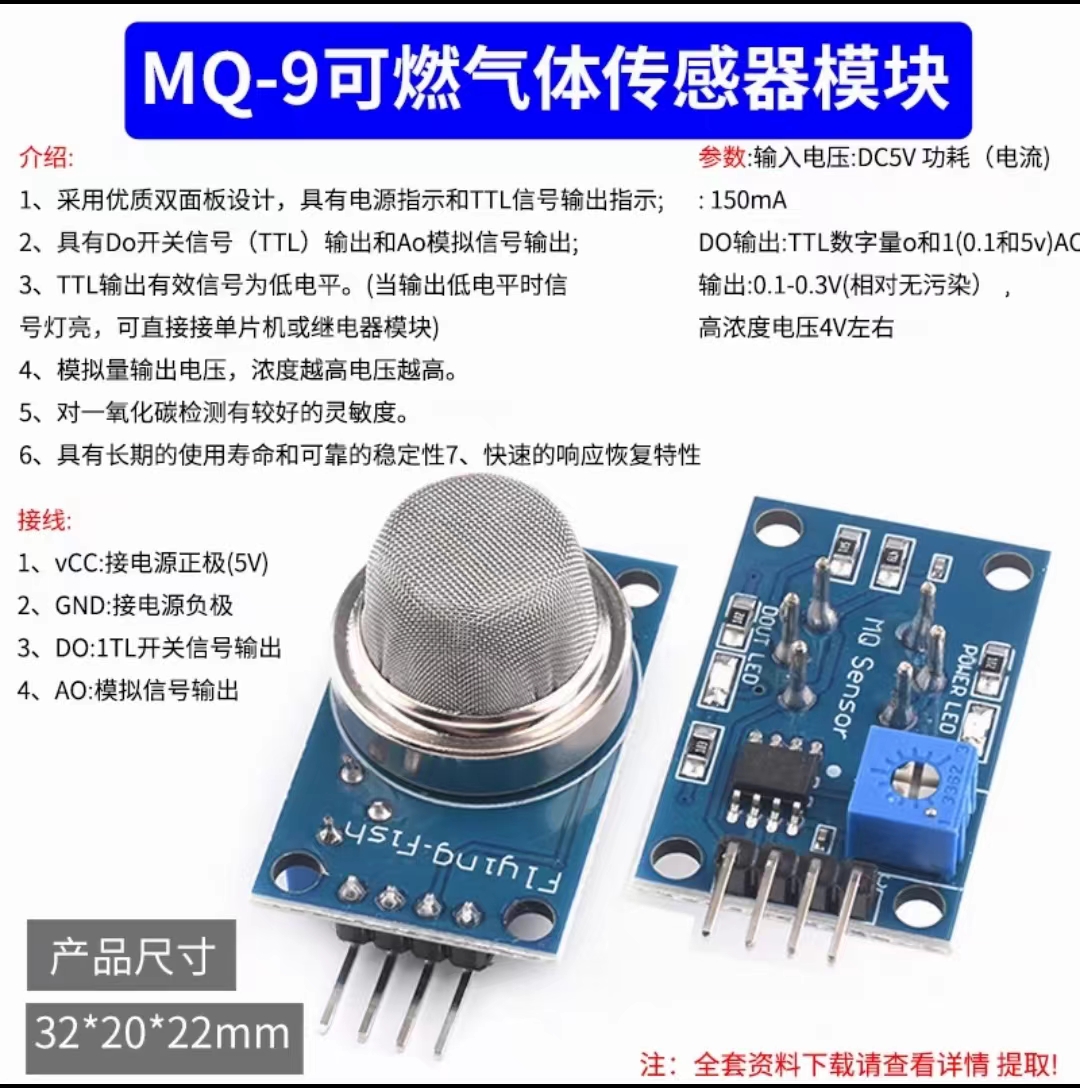 MQ-9可燃气体传感器模块
介绍:
1、采用优质双面板设计，具有电源指示和TTL信号输出指示;
2、具有Do开关信号（TTL）输出和Ao模拟信号输出;
3、TTL输出有效信号为低电平。(当输出低电平时信
号灯亮，可直接接单片机或继电器模块)
4、模拟量输出电压，浓度越高电压越高。
5、对一氧化碳检测有较好的灵敏度。
6、具有长期的使用寿命和可靠的稳定性7、快速的响应恢复特性
参数:输入电压:DC5V 功耗（电流)
: 150mA
DO输出:TTL数字量o和1(0.1和5v)AO
输出:0.1-0.3V(相对无污染），
高浓度电压4V左右
接线:
1、vCC:接电源正极(5V)
2、GND:接电源负极
3、DO:1TL开关信号输出
4、AO:模拟信号输出
Flying-Fish
DOUT LED
MQ Sensor
POWER LED
3362
产品尺寸
32*20*22mm
注：全套资料下载请查看详情 提取!